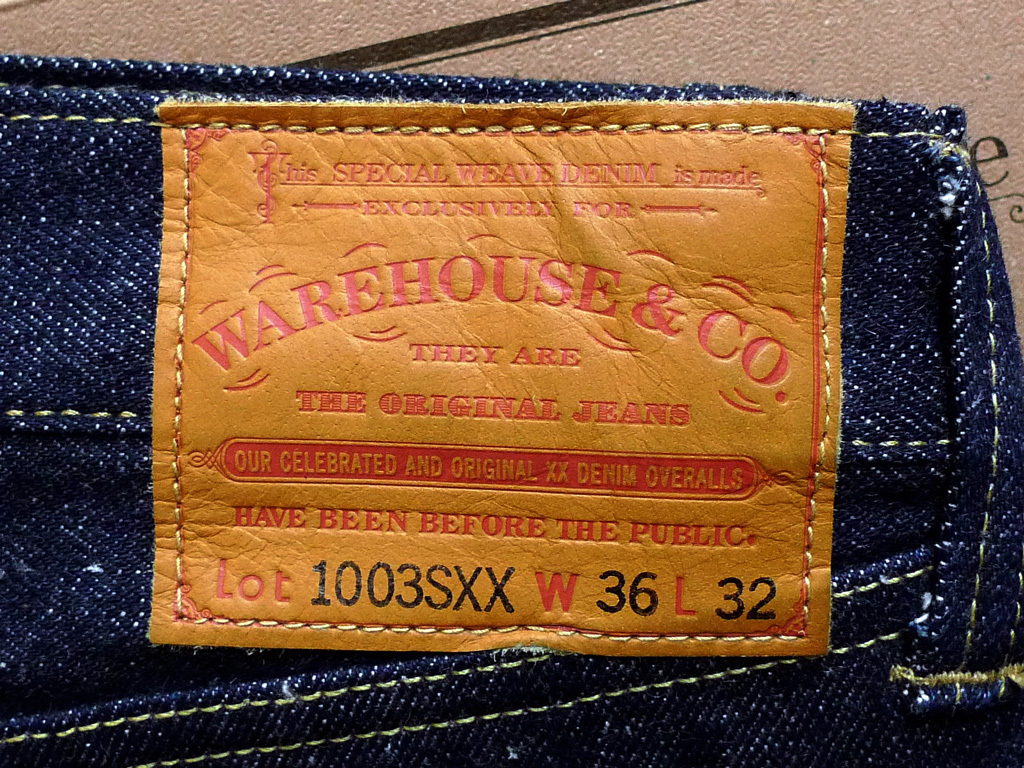 This SPECIAL WEAVE DENIM is made
EXCLUSIVELY FOR
WAREHOUSE & CO.
THEY ARE
THE ORIGINAL JEANS
OUR CELEBRATED AND ORIGINAL XX DENIM OVERALLS
HAVE BEEN BEFORE THE PUBLIC.
Lot 1003SXX W 36 L 32
e